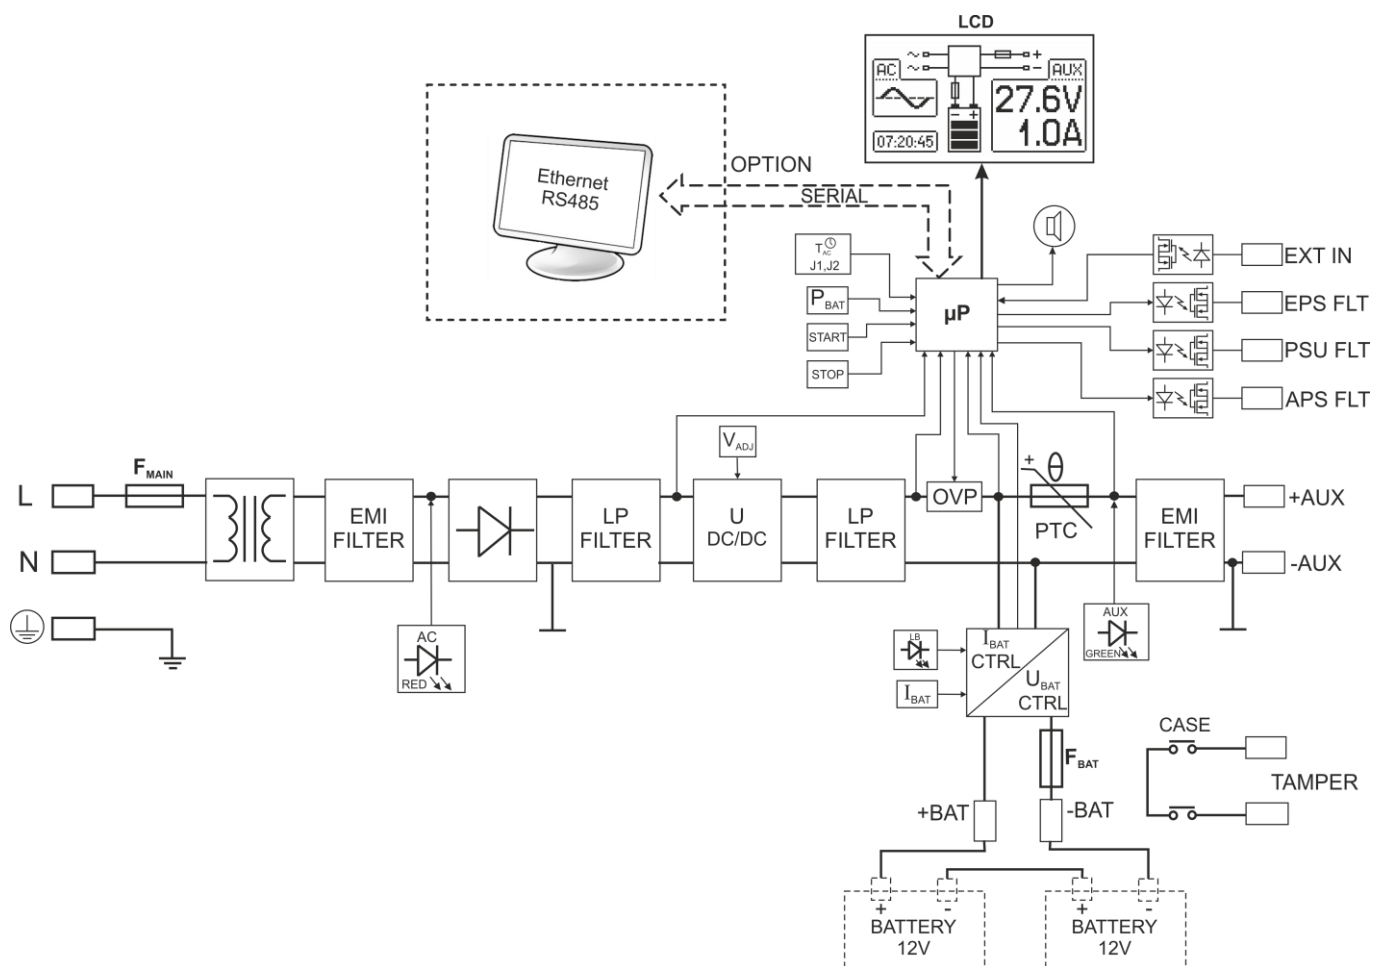 LCD
AC
AUX
27.6V
1.0A
07:20:45
- +
+
-
Ethernet
RS485
OPTION
SERIAL
TAC
J1,J2
PBAT
START
STOP
µP
EXT IN
EPS FLT
PSU FLT
APS FLT
L
N
FMAIN
EMI
FILTER
AC
RED
LP
FILTER
VADJ
U
DC/DC
LP
FILTER
OVP
+ θ
PTC
EMI
FILTER
+AUX
-AUX
AUX
GREEN
LB
IBAT
IBAT
CTRL
UBAT
CTRL
FBAT
+BAT
-BAT
CASE
TAMPER
+ -
BATTERY
12V
+ -
BATTERY
12V